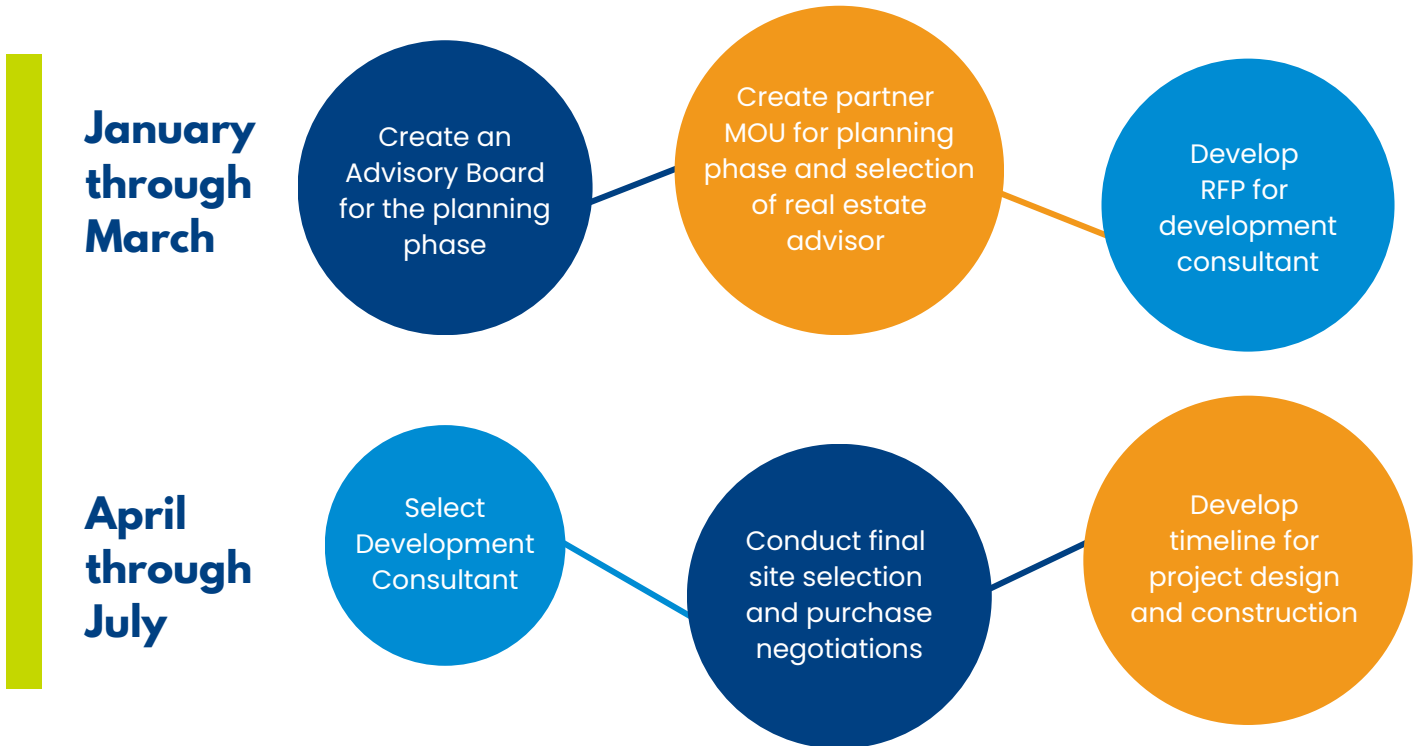 January
through
March
Create an
Advisory Board
for the planning
phase
Create partner
MOU for planning
phase and selection
of real estate
advisor
Develop
RFP for
development
consultant
April
through
July
Select
Development
Consultant
Conduct final
site selection
and purchase
negotiations
Develop
timeline for
project design
and construction